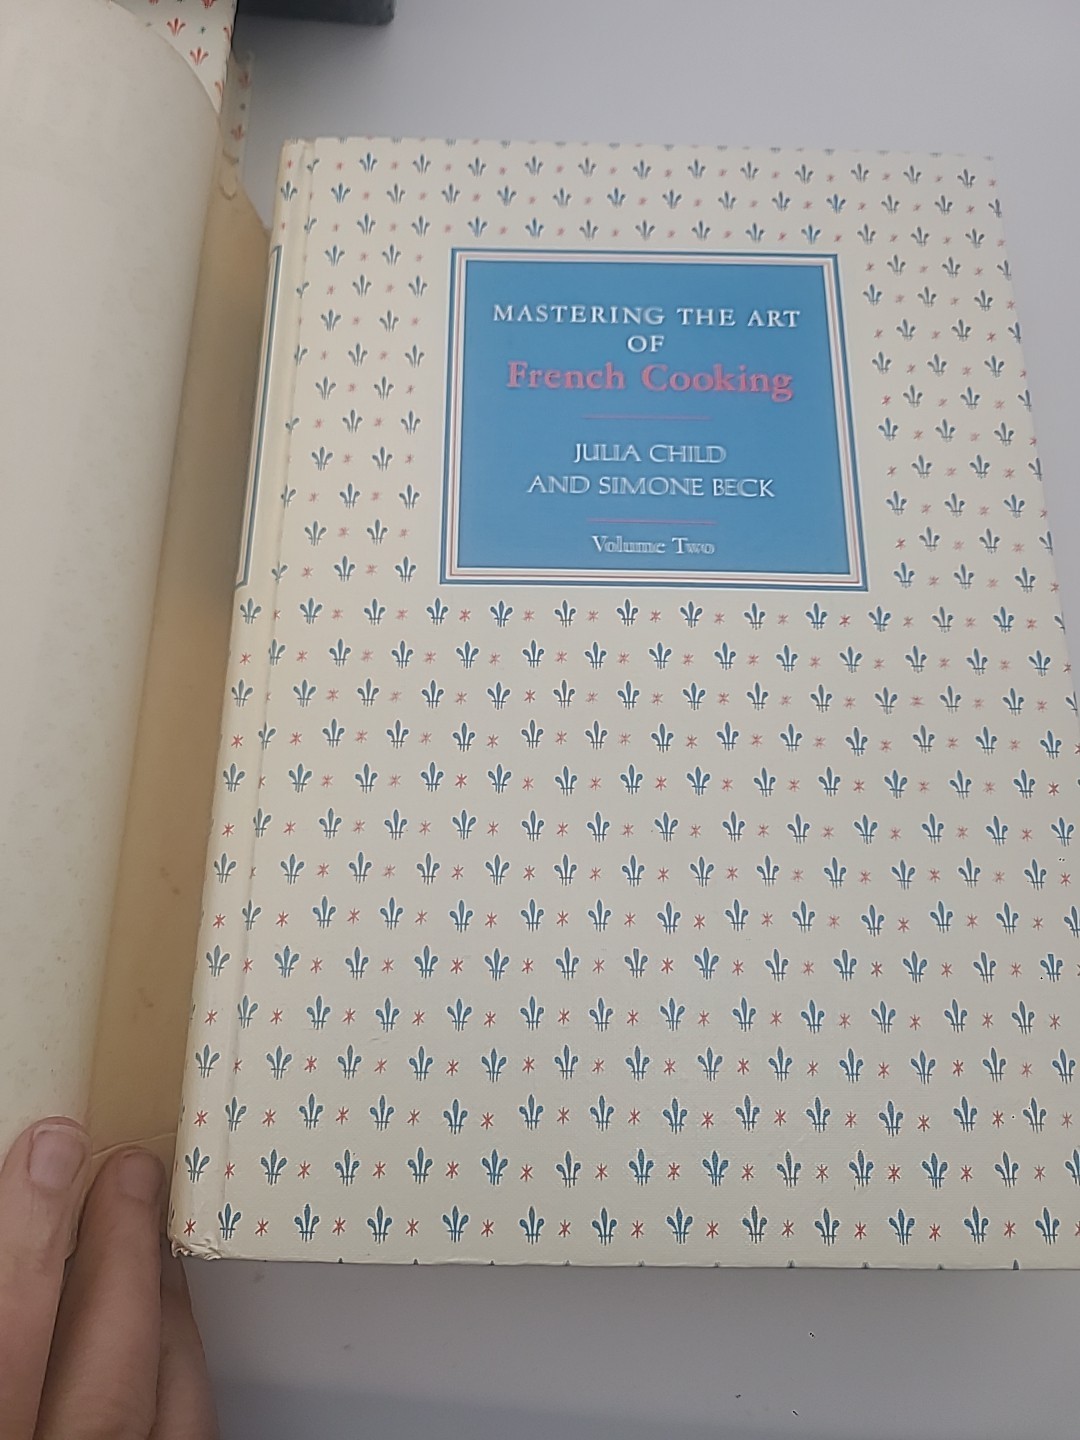 MASTERING THE ART
OF
French Cooking
JULIA CHILD
AND SIMONE BECK
Volume Two